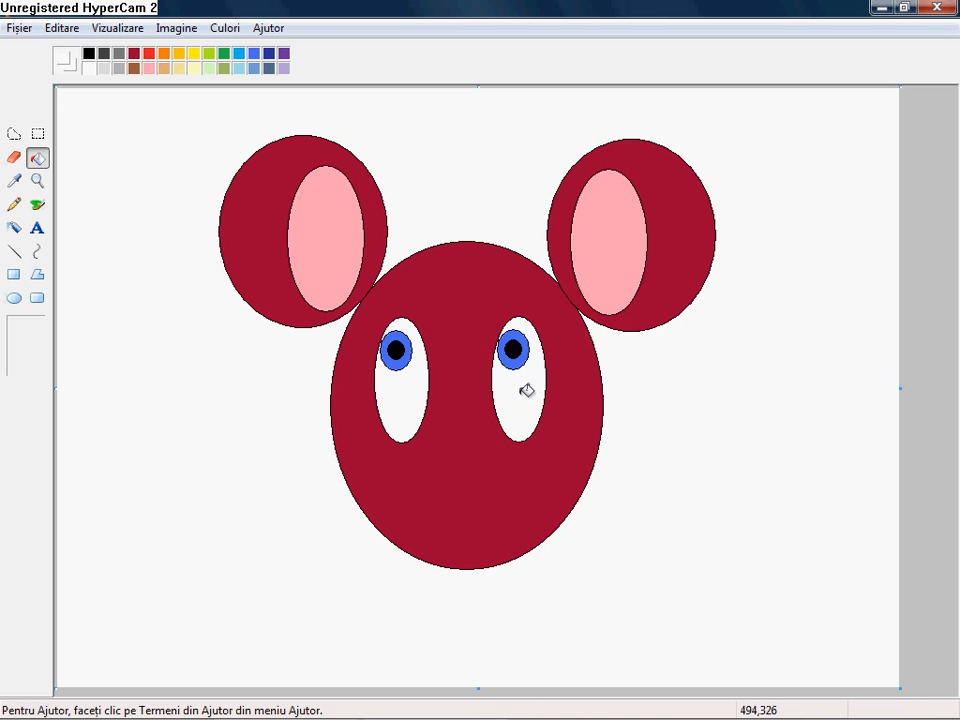 Unregistered HyperCam 2
Fișier Editare Vizualizare Imagine Culori Ajutor
A
Pentru Ajutor, faceți clic pe Termeni din Ajutor din meniu Ajutor.
494,326